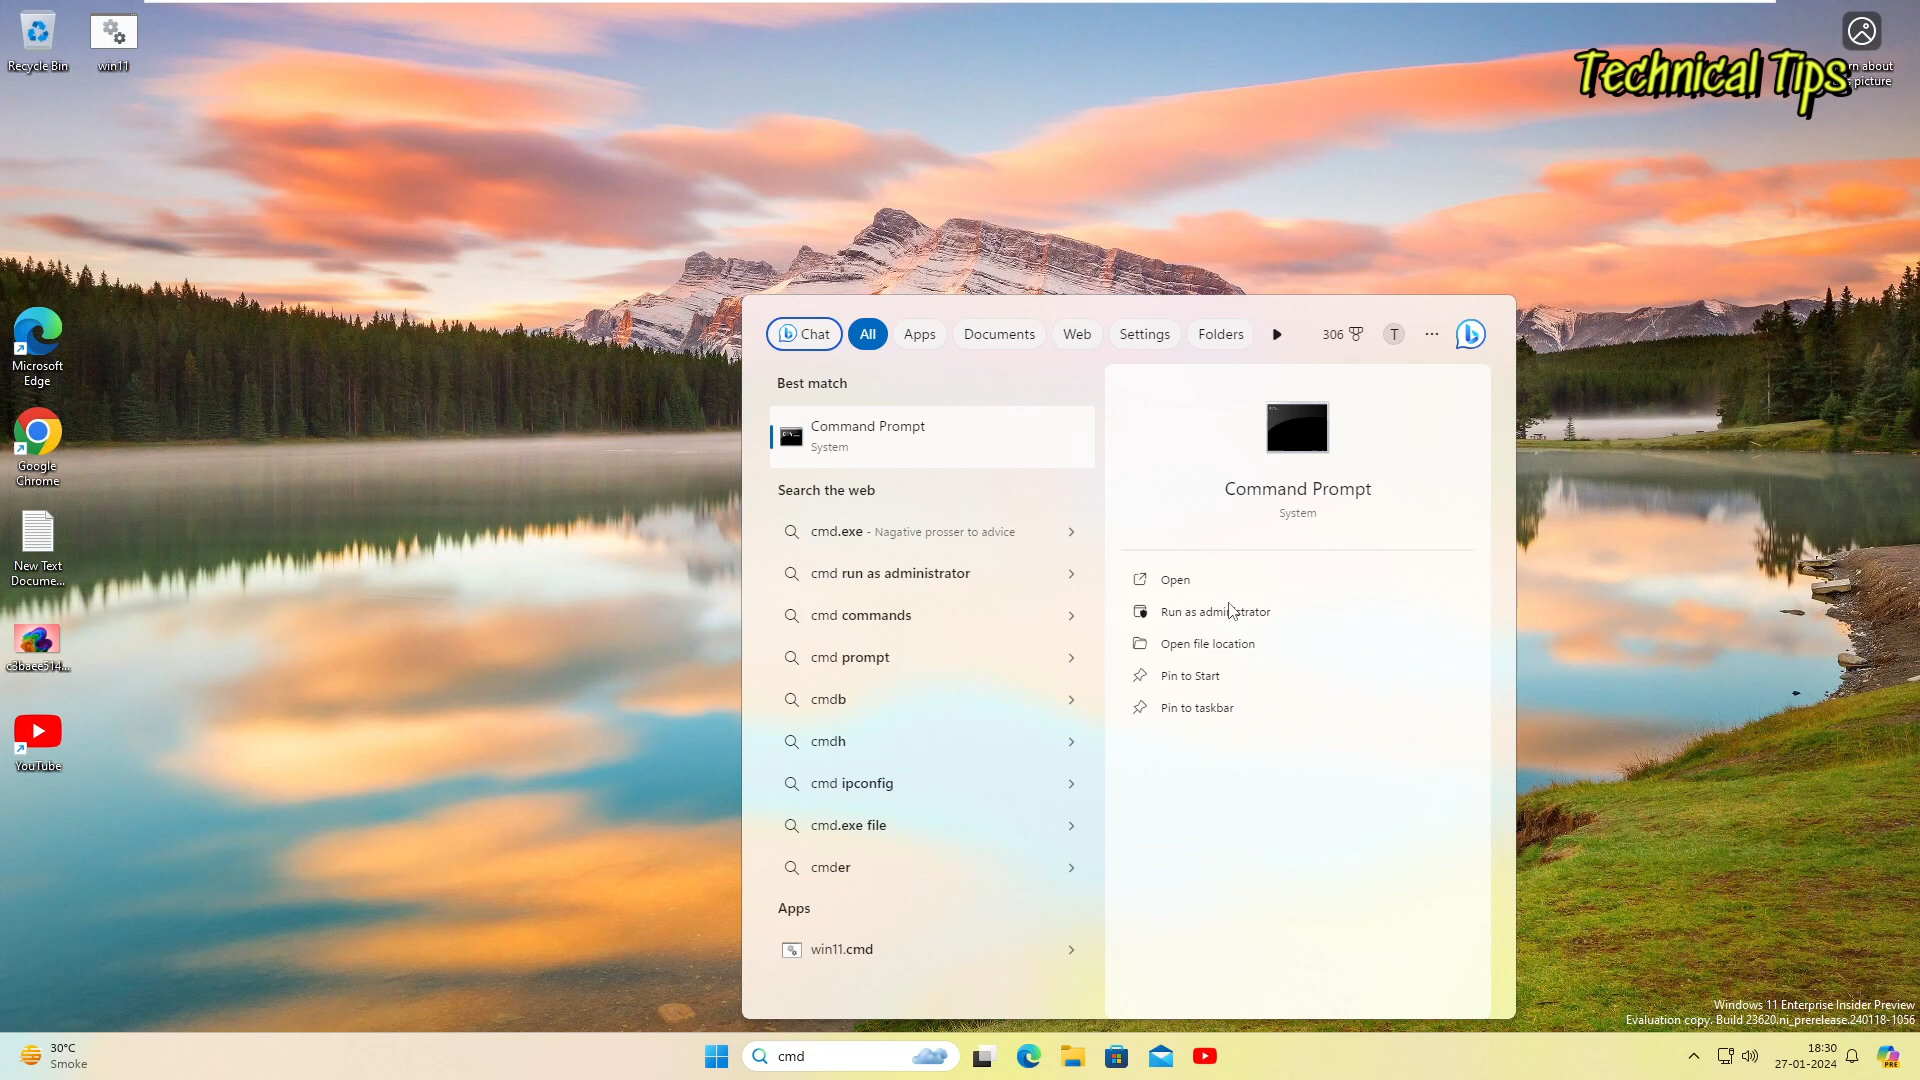 Recycle Bin
win11
Technical Tips
rn about
picture
Microsoft
Edge
Google
Chrome
New Text
Docume...
c3baee514...
YouTube
Chat
All
Apps
Documents
Web
Settings
Folders
306
T
Best match
Command Prompt
System
Search the web
cmd.exe - Nagative prosser to advice
cmd run as administrator
cmd commands
cmd prompt
cmdb
cmdh
cmd ipconfig
cmd.exe file
cmder
Apps
win11.cmd
Command Prompt
System
Open
Run as administrator
Open file location
Pin to Start
Pin to taskbar
Windows 11 Enterprise Insider Preview
Evaluation copy. Build 23620.ni_prerelease.240118-1056
30°C
Smoke
cmd
18:30
27-01-2024
PRE